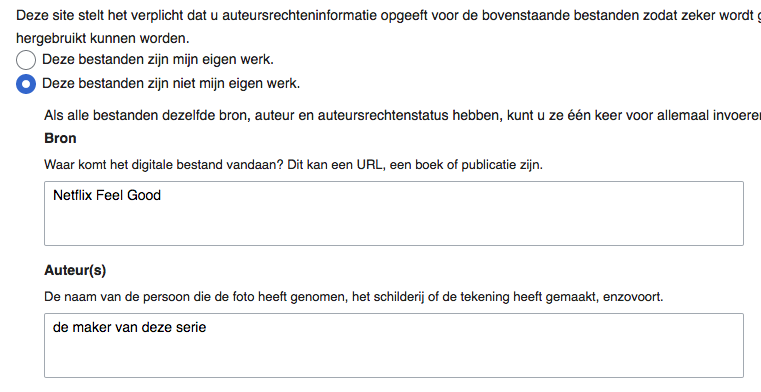 Deze site stelt het verplicht dat u auteursrechteninformatie opgeeft voor de bovenstaande bestanden zodat zeker wordt
hergebruikt kunnen worden.
Deze bestanden zijn mijn eigen werk.
Deze bestanden zijn niet mijn eigen werk.
Als alle bestanden dezelfde bron, auteur en auteursrechtenstatus hebben, kunt u ze één keer voor allemaal
Bron
Waar komt het digitale bestand vandaan? Dit kan een URL, een boek of publicatie zijn.
Netflix Feel Good
Auteur(s)
De naam van de persoon die de foto heeft genomen, het schilderij of de tekening heeft gemaakt, enzovoort.
de maker van deze serie